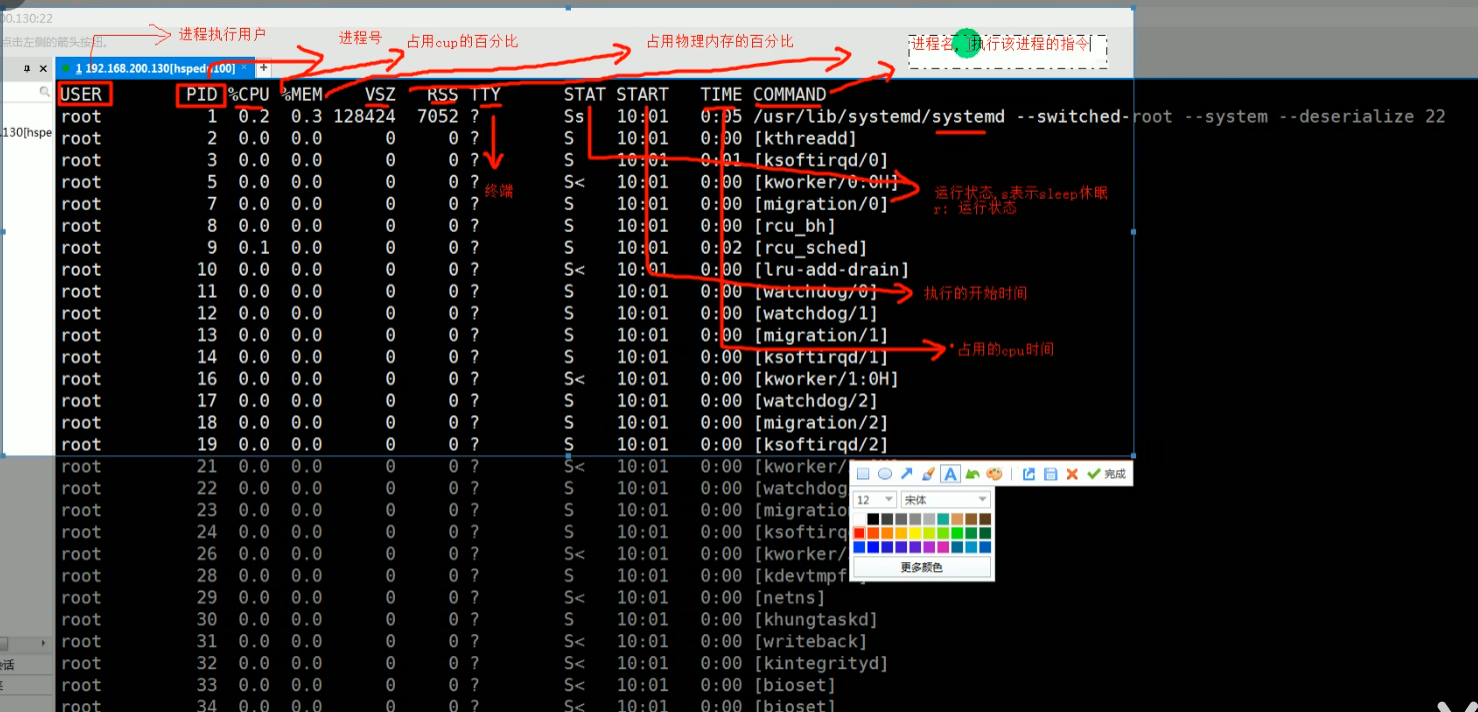 00.130:22
点击左侧的箭头按钮。
进程执行用户
进程号
占用cup的百分比
占用物理内存的百分比
进程名，执行该进程的指令
1 192.168.200.130[hspedu100] × +
.130[hspe
USER PID %CPU %MEM VSZ RSS TTY STAT START TIME COMMAND
root 1 0.2 0.3 128424 7052 ? Ss 10:01 0:05 /usr/lib/systemd/systemd --switched-root --system --deserialize 22
root 2 0.0 0.0 0 0 ? S 10:01 0:00 [kthreadd]
root 3 0.0 0.0 0 0 ? S 10:01 0:01 [ksoftirqd/0]
root 5 0.0 0.0 0 0 ? S< 10:01 0:00 [kworker/0:0H]
root 7 0.0 0.0 0 0 ? S 10:01 0:00 [migration/0]
root 8 0.0 0.0 0 0 ? S 10:01 0:00 [rcu_bh]
root 9 0.1 0.0 0 0 ? S 10:01 0:02 [rcu_sched]
root 10 0.0 0.0 0 0 ? S< 10:01 0:00 [lru-add-drain]
root 11 0.0 0.0 0 0 ? S 10:01 0:00 [watchdog/0]
root 12 0.0 0.0 0 0 ? S 10:01 0:00 [watchdog/1]
root 13 0.0 0.0 0 0 ? S 10:01 0:00 [migration/1]
root 14 0.0 0.0 0 0 ? S 10:01 0:00 [ksoftirqd/1]
root 16 0.0 0.0 0 0 ? S< 10:01 0:00 [kworker/1:0H]
root 17 0.0 0.0 0 0 ? S 10:01 0:00 [watchdog/2]
root 18 0.0 0.0 0 0 ? S 10:01 0:00 [migration/2]
root 19 0.0 0.0 0 0 ? S 10:01 0:00 [ksoftirqd/2]
root 21 0.0 0.0 0 0 ? S< 10:01 0:00 [kworker/
root 22 0.0 0.0 0 0 ? S 10:01 0:00 [watchdog
root 23 0.0 0.0 0 0 ? S 10:01 0:00 [migration
root 24 0.0 0.0 0 0 ? S 10:01 0:00 [ksoftirq
root 26 0.0 0.0 0 0 ? S< 10:01 0:00 [kworker/
root 28 0.0 0.0 0 0 ? S 10:01 0:00 [kdevtmpf
root 29 0.0 0.0 0 0 ? S< 10:01 0:00 [netns]
root 30 0.0 0.0 0 0 ? S 10:01 0:00 [khungtaskd]
root 31 0.0 0.0 0 0 ? S< 10:01 0:00 [writeback]
root 32 0.0 0.0 0 0 ? S< 10:01 0:00 [kintegrityd]
root 33 0.0 0.0 0 0 ? S< 10:01 0:00 [bioset]
root 34 0.0 0.0 0 0 ? S< 10:01 0:00 [bioset]
终端
运行状态,s表示sleep休眠
r: 运行状态
执行的开始时间
占用的cpu时间
A
完成
12 宋体
更多颜色